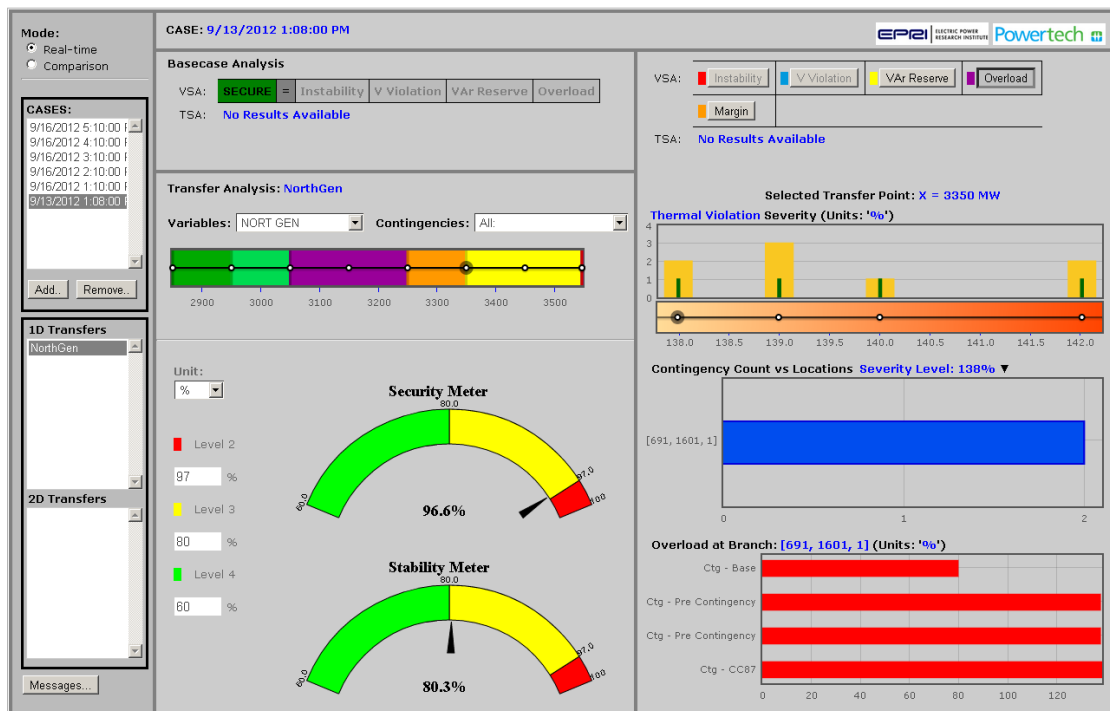 Mode:
Real-time
Comparison
CASES:
9/16/2012 5:10:00 F
9/16/2012 4:10:00 F
9/16/2012 3:10:00 F
9/16/2012 2:10:00 F
9/16/2012 1:10:00 F
9/13/2012 1:08:00 F
Add.. Remove..
1D Transfers
NorthGen
2D Transfers
Messages...
CASE: 9/13/2012 1:08:00 PM
EPRI ELECTRIC POWER RESEARCH INSTITUTE Powertech
Basecase Analysis
VSA: SECURE = Instability V Violation VAr Reserve Overload
TSA: No Results Available
Transfer Analysis: NorthGen
Variables: NORT GEN Contingencies: All:
2900 3000 3100 3200 3300 3400 3500
Unit:
%
Level 2
97 %
Level 3
80 %
Level 4
60 %
Security Meter
80.0
60.0 97.0 100
96.6%
Stability Meter
80.0
60.0 97.0 100
80.3%
VSA: Instability V Violation VAr Reserve Overload
Margin
TSA: No Results Available
Selected Transfer Point: X = 3350 MW
Thermal Violation Severity (Units: '%')
4
3
2
1
0
138.0 138.5 139.0 139.5 140.0 140.5 141.0 141.5 142.0
Contingency Count vs Locations Severity Level: 138% ▼
[691, 1601, 1]
0 1 2
Overload at Branch: [691, 1601, 1] (Units: '%')
Ctg - Base
Ctg - Pre Contingency
Ctg - Pre Contingency
Ctg - CC87
0 20 40 60 80 100 120